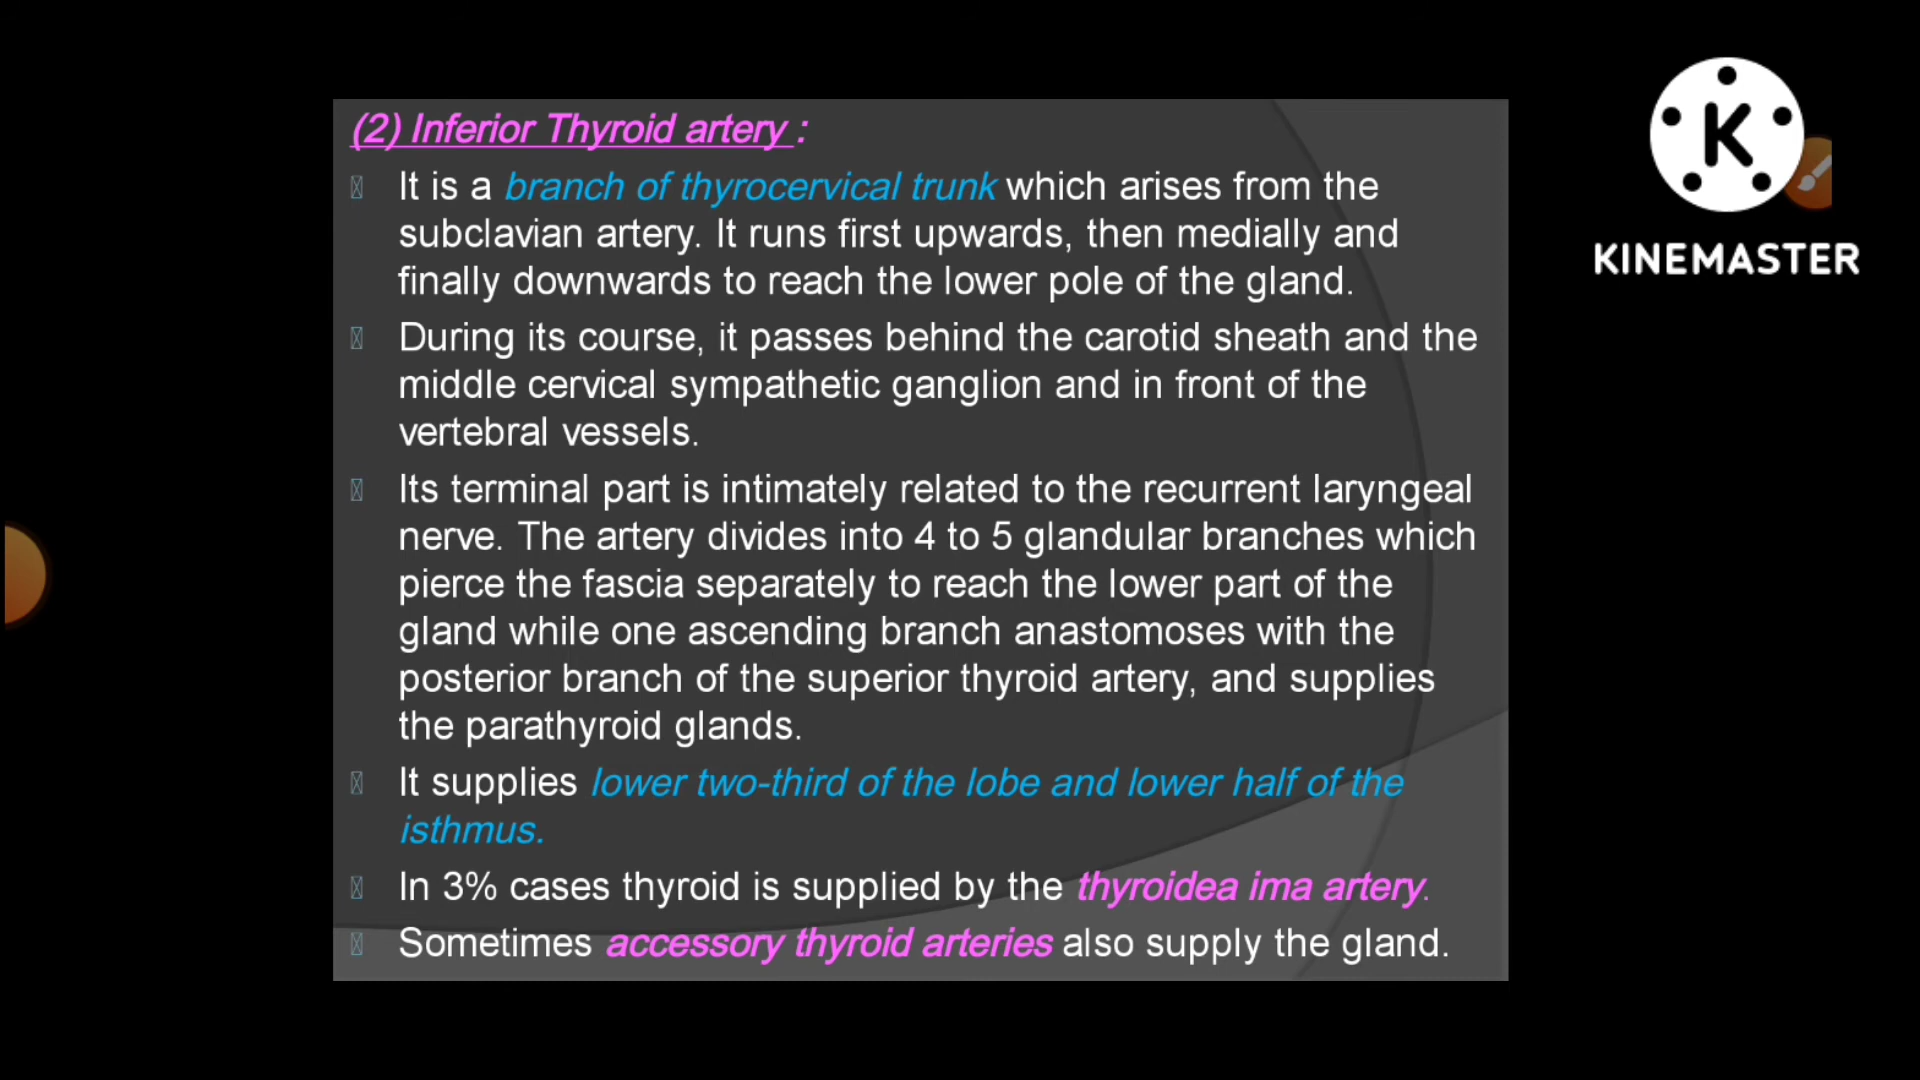 (2) Inferior Thyroid artery :
It is a branch of thyrocervical trunk which arises from the
subclavian artery. It runs first upwards, then medially and
finally downwards to reach the lower pole of the gland.
During its course, it passes behind the carotid sheath and the
middle cervical sympathetic ganglion and in front of the
vertebral vessels.
Its terminal part is intimately related to the recurrent laryngeal
nerve. The artery divides into 4 to 5 glandular branches which
pierce the fascia separately to reach the lower part of the
gland while one ascending branch anastomoses with the
posterior branch of the superior thyroid artery, and supplies
the parathyroid glands.
It supplies lower two-third of the lobe and lower half of the
isthmus.
In 3% cases thyroid is supplied by the thyroidea ima artery.
Sometimes accessory thyroid arteries also supply the gland.
K
KINEMASTER